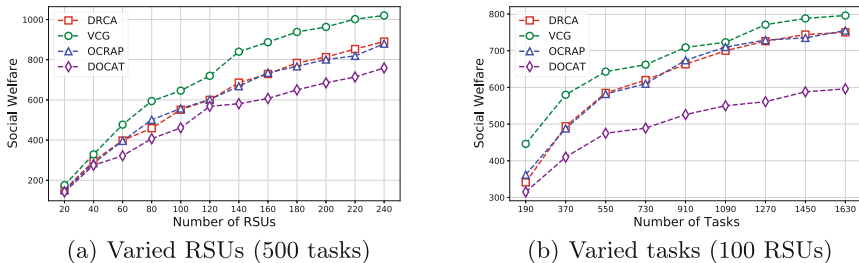 DRCA
VCG
OCRAP
DOCAT
Social Welfare
1000
800
600
400
200
20 40 60 80 100 120 140 160 180 200 220 240
Number of RSUs
(a) Varied RSUs (500 tasks)
DRCA
VCG
OCRAP
DOCAT
Social Welfare
800
700
600
500
400
300
190 370 550 730 910 1090 1270 1450 1630
Number of Tasks
(b) Varied tasks (100 RSUs)